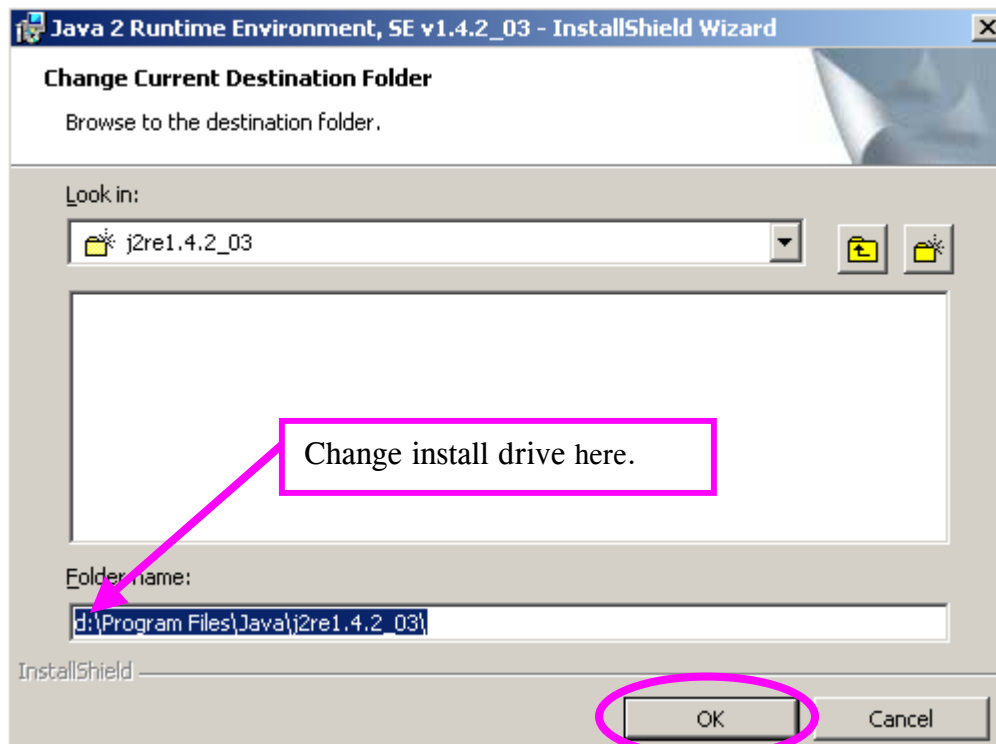 Java 2 Runtime Environment, SE v1.4.2_03 - InstallShield Wizard
Change Current Destination Folder
Browse to the destination folder.
Look in:
j2re1.4.2_03
Change install drive here.
Folder name:
d:\Program Files\Java\j2re1.4.2_03\
InstallShield
OK Cancel